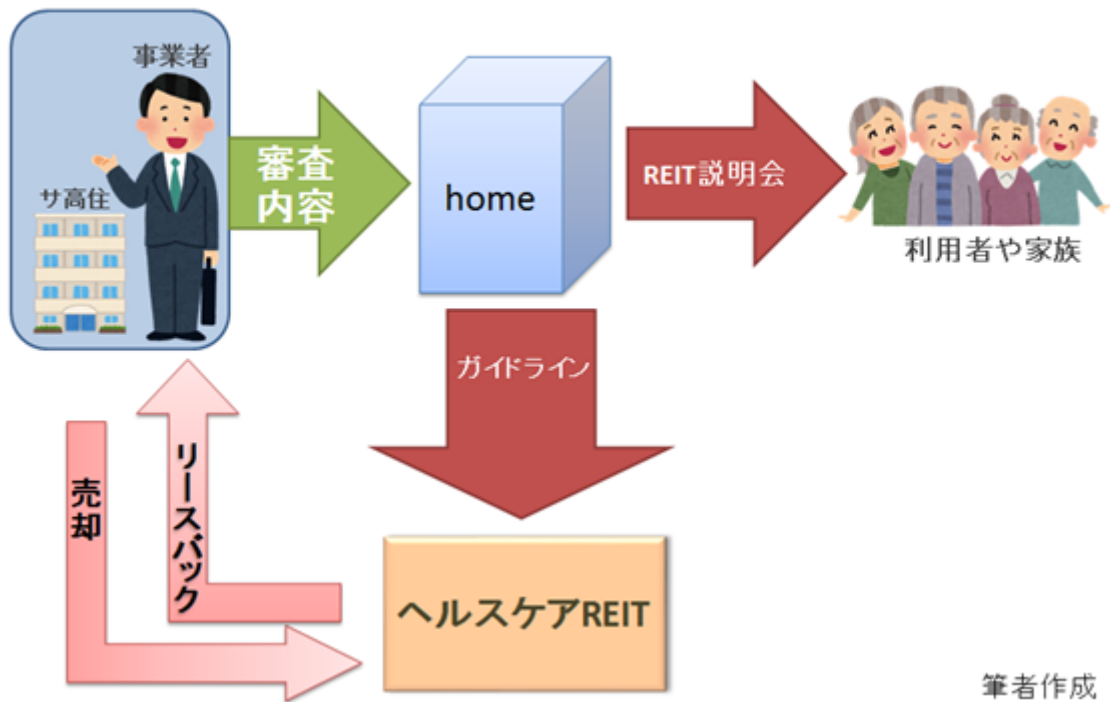 事業者
サ高住
審査
内容
home
REIT説明会
利用者や家族
ガイドライン
売却
リースバック
ヘルスケアREIT
筆者作成